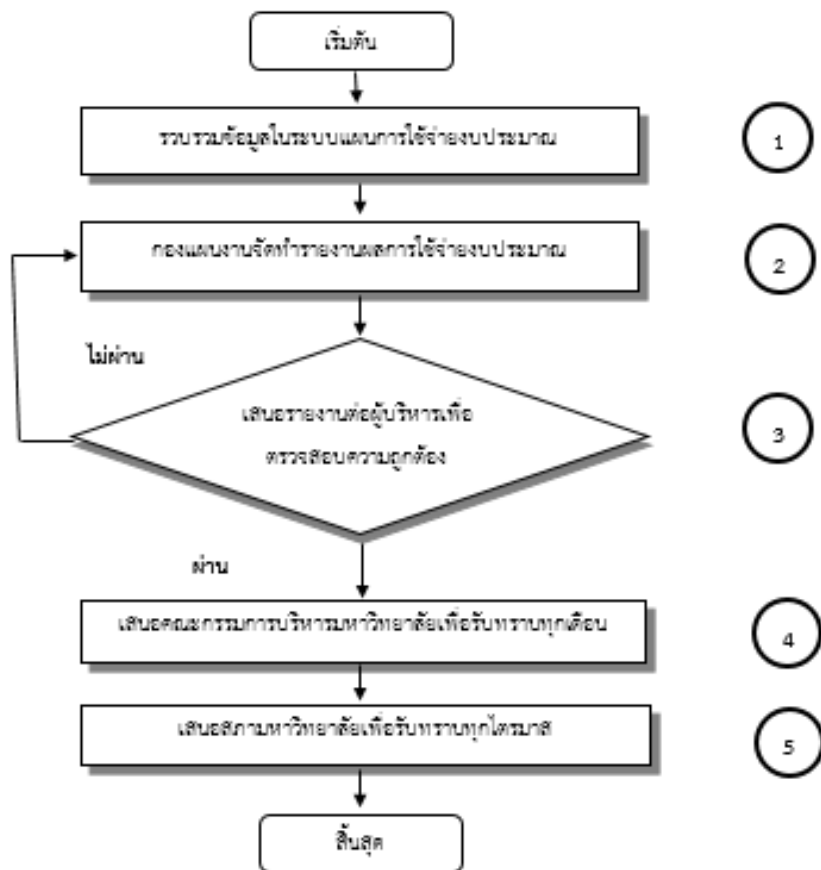 เริ่มต้น
รวบรวมข้อมูลในระบบแผนการใช้จ่ายงบประมาณ
1
กองแผนงานจัดทำรายงานผลการใช้จ่ายงบประมาณ
2
ไม่ผ่าน
เสนอรายงานต่อผู้บริหารเพื่อ
ตรวจสอบความถูกต้อง
3
ผ่าน
เสนอคณะกรรมการบริหารมหาวิทยาลัยเพื่อรับทราบทุกเดือน
4
เสนอสภามหาวิทยาลัยเพื่อรับทราบทุกไตรมาส
5
สิ้นสุด